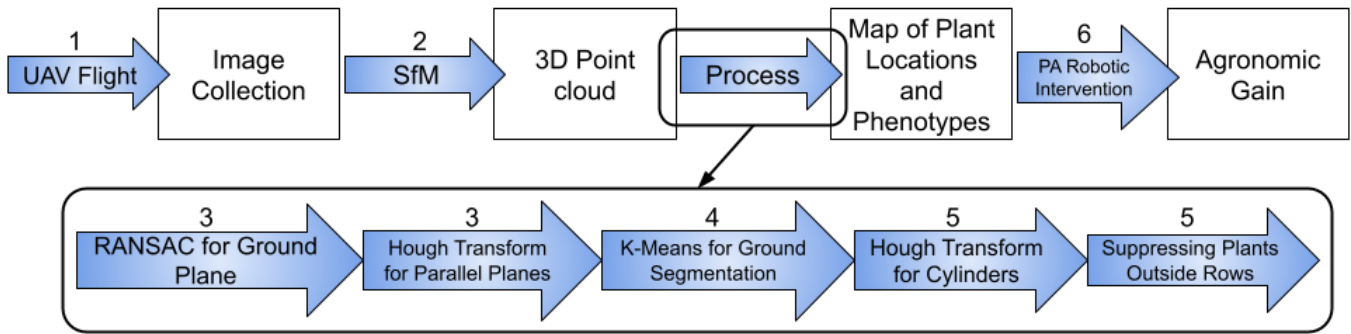 1
UAV Flight
Image
Collection
2
SfM
3D Point
cloud
Process
Map of Plant
Locations
and
Phenotypes
6
PA Robotic
Intervention
Agronomic
Gain
3
RANSAC for Ground
Plane
3
Hough Transform
for Parallel Planes
4
K-Means for Ground
Segmentation
5
Hough Transform
for Cylinders
5
Suppressing Plants
Outside Rows